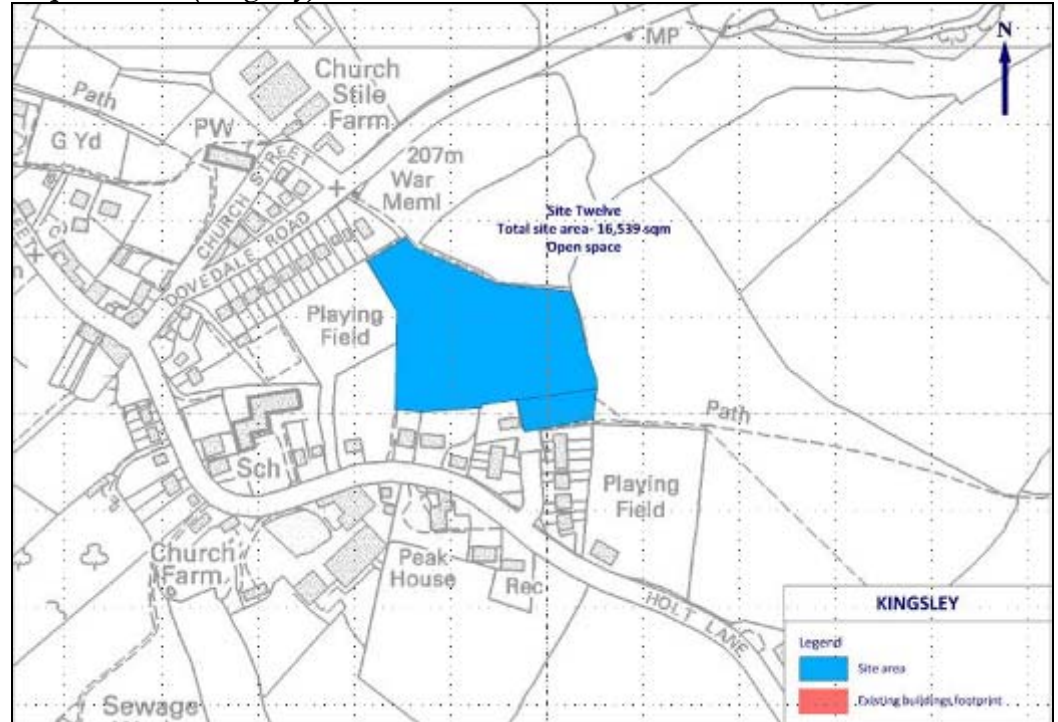 N
MP
Church
Stile
Farm
Path
G Yd
PW
207m
War
Meml
CHURCH STREET
DOVEDALE ROAD
Site Twelve
Total site area- 16,539 sqm
Open space
Playing
Field
Path
Sch
Playing
Field
Church
Farm
Peak
House
Rec
HOLT LANE
Sewage
KINGSLEY
Legend
Site area
Existing buildings footprint